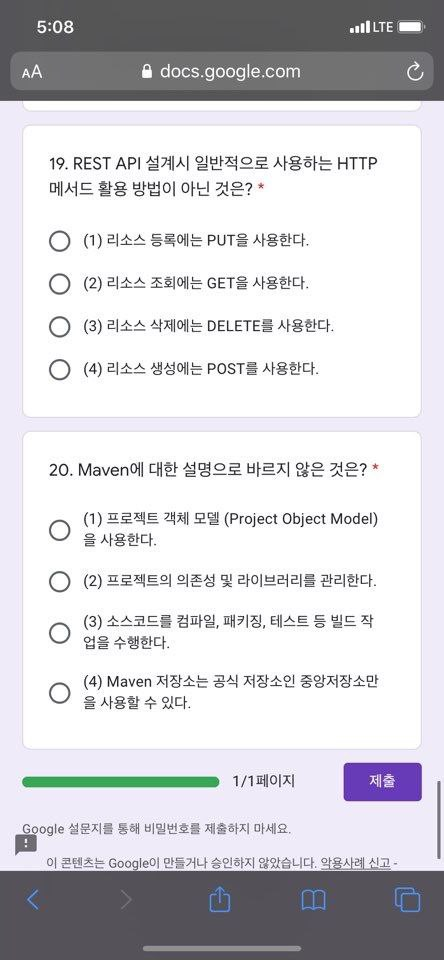 5:08
LTE
AA docs.google.com
19. REST API 설계시 일반적으로 사용하는 HTTP
메서드 활용 방법이 아닌 것은? *
(1) 리소스 등록에는 PUT을 사용한다.
(2) 리소스 조회에는 GET을 사용한다.
(3) 리소스 삭제에는 DELETE를 사용한다.
(4) 리소스 생성에는 POST를 사용한다.
20. Maven에 대한 설명으로 바르지 않은 것은? *
(1) 프로젝트 객체 모델 (Project Object Model)
을 사용한다.
(2) 프로젝트의 의존성 및 라이브러리를 관리한다.
(3) 소스코드를 컴파일, 패키징, 테스트 등 빌드 작
업을 수행한다.
(4) Maven 저장소는 공식 저장소인 중앙저장소만
을 사용할 수 있다.
1/1페이지
제출
Google 설문지를 통해 비밀번호를 제출하지 마세요.
이 콘텐츠는 Google이 만들거나 승인하지 않았습니다. 악용사례 신고 -